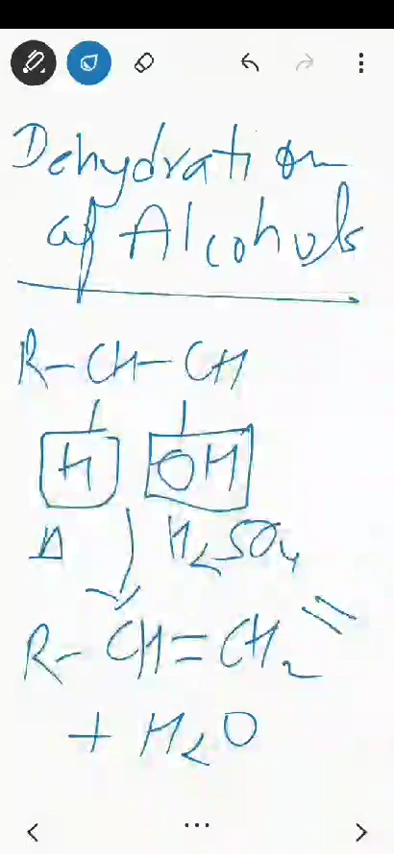 Dehydration
of Alcohols
R-CH-CH
H OH
Δ H₂SO₄
R-CH=CH₂
+ H₂O